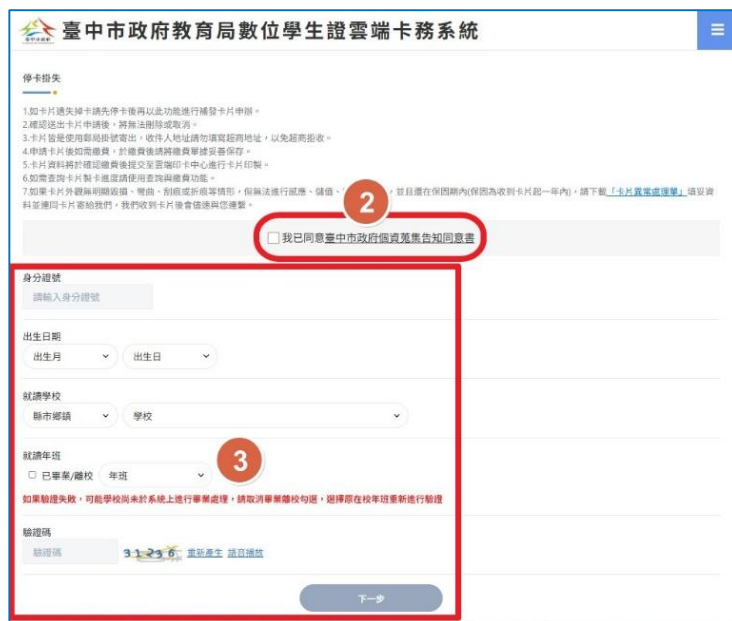 臺中市政府教育局數位學生證雲端卡務系統
停卡掛失
1.如卡片遺失掉卡請先停卡後再以此功能進行補發卡片申辦。
2.確認送出卡片申請後，將無法刪除或取消。
3.卡片皆是使用郵局掛號寄出，收件人地址請勿填寫超商地址，以免超商拒收。
4.申請卡片後如需繳費，於繳費後請將繳費單據妥善保存。
5.卡片資料將於確認繳費後提交至雲端印卡中心進行卡片印製。
6.如需查詢卡片製卡進度請使用查詢與繳費功能。
7.如果卡片外觀無明顯毀損、彎曲、刮痕或折痕等情形，但無法進行感應、儲值、 ，並且還在保固期內(保固為收到卡片起一年內)，請下載「卡片異常處理單」填妥資
料並連同卡片寄給我們，我們收到卡片後會儘速與您連繫。
2
我已同意臺中市政府個資蒐集告知同意書
身分證號
請輸入身分證號
出生日期
出生月 出生日
就讀學校
縣市鄉鎮 學校
就讀年班
已畢業/離校 年班
3
如果驗證失敗，可能學校尚未於系統上進行畢業處理，請取消畢業離校勾選，選擇原在校年班重新進行驗證
驗證碼
驗證碼 31236 重新產生 語音播放
下一步